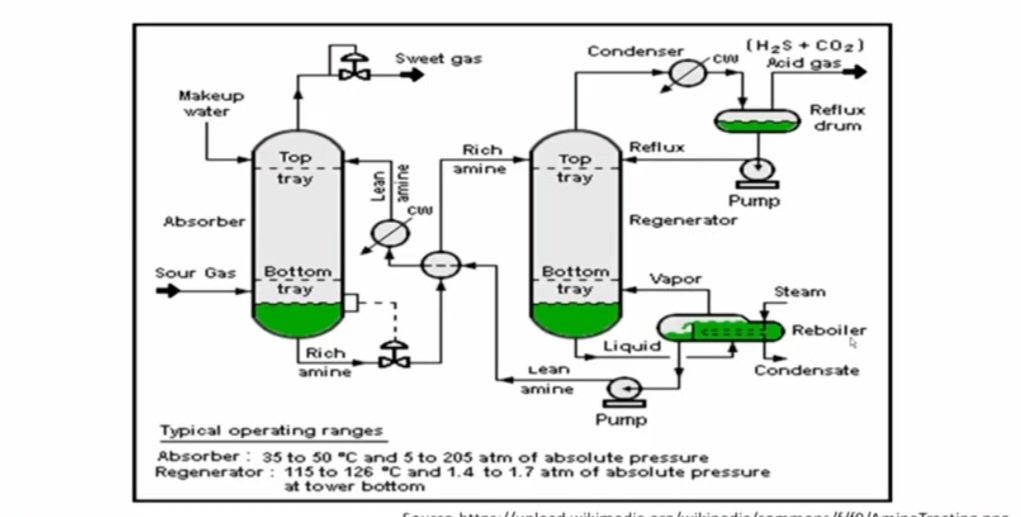 Sweet gas
Condenser
CW
(H2S + CO2)
Acid gas
Makeup
water
Reflux
drum
Top
tray
Lean
amine
Rich
amine
Top
tray
Reflux
Pump
Absorber
CW
Regenerator
Sour Gas
Bottom
tray
Bottom
tray
Vapor
Steam
Reboiler
Rich
amine
Liquid
Condensate
Lean
amine
Pump
Typical operating ranges
Absorber : 35 to 50 °C and 5 to 205 atm of absolute pressure
Regenerator : 115 to 126 °C and 1.4 to 1.7 atm of absolute pressure
at tower bottom